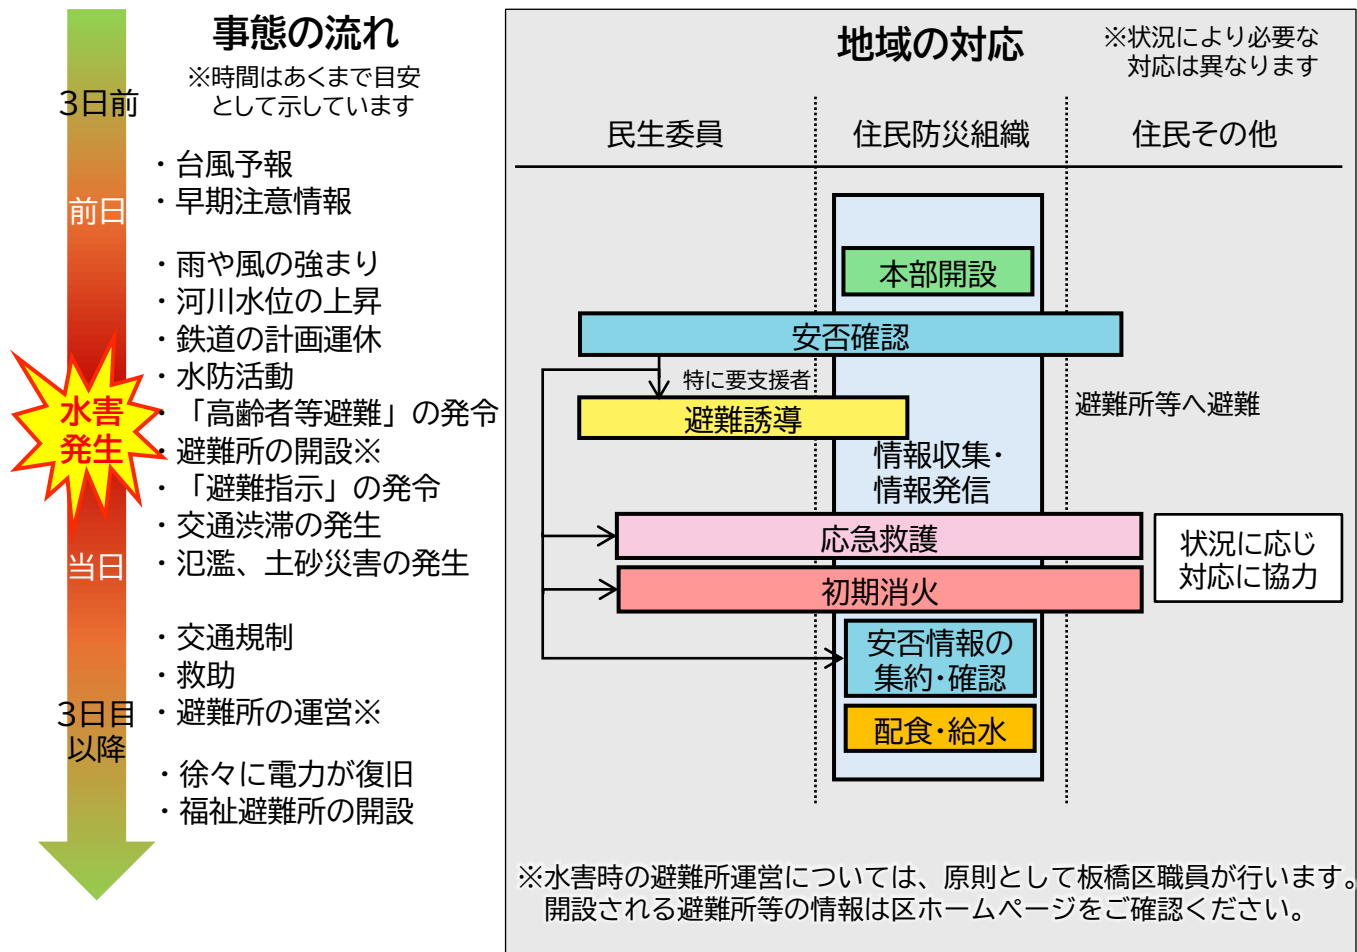 事態の流れ
※時間はあくまで目安
として示しています
3日前
・台風予報
・早期注意情報
前日
・雨や風の強まり
・河川水位の上昇
・鉄道の計画運休
・水防活動
・「高齢者等避難」の発令
・避難所の開設※
・「避難指示」の発令
・交通渋滞の発生
・氾濫、土砂災害の発生
水害
発生
当日
・交通規制
・救助
・避難所の運営※
3日目
以降
・徐々に電力が復旧
・福祉避難所の開設
地域の対応
※状況により必要な
対応は異なります
民生委員
住民防災組織
住民その他
本部開設
安否確認
特に要支援者
避難誘導
避難所等へ避難
情報収集・
情報発信
応急救護
初期消火
状況に応じ
対応に協力
安否情報の
集約・確認
配食・給水
※水害時の避難所運営については、原則として板橋区職員が行います。
開設される避難所等の情報は区ホームページをご確認ください。